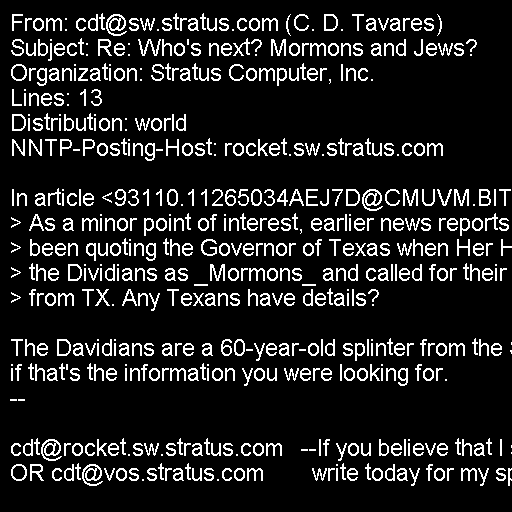 From: cdt@sw.stratus.com (C. D. Tavares)
Subject: Re: Who's next? Mormons and Jews?
Organization: Stratus Computer, Inc.
Lines: 13
Distribution: world
NNTP-Posting-Host: rocket.sw.stratus.com

In article <93110.11265034AEJ7D@CMUVM.BIT
> As a minor point of interest, earlier news reports
> been quoting the Governor of Texas when Her H
> the Dividians as _Mormons_ and called for their
> from TX. Any Texans have details?

The Davidians are a 60-year-old splinter from the
if that's the information you were looking for.
--

cdt@rocket.sw.stratus.com   --If you believe that I
OR cdt@vos.stratus.com        write today for my sp